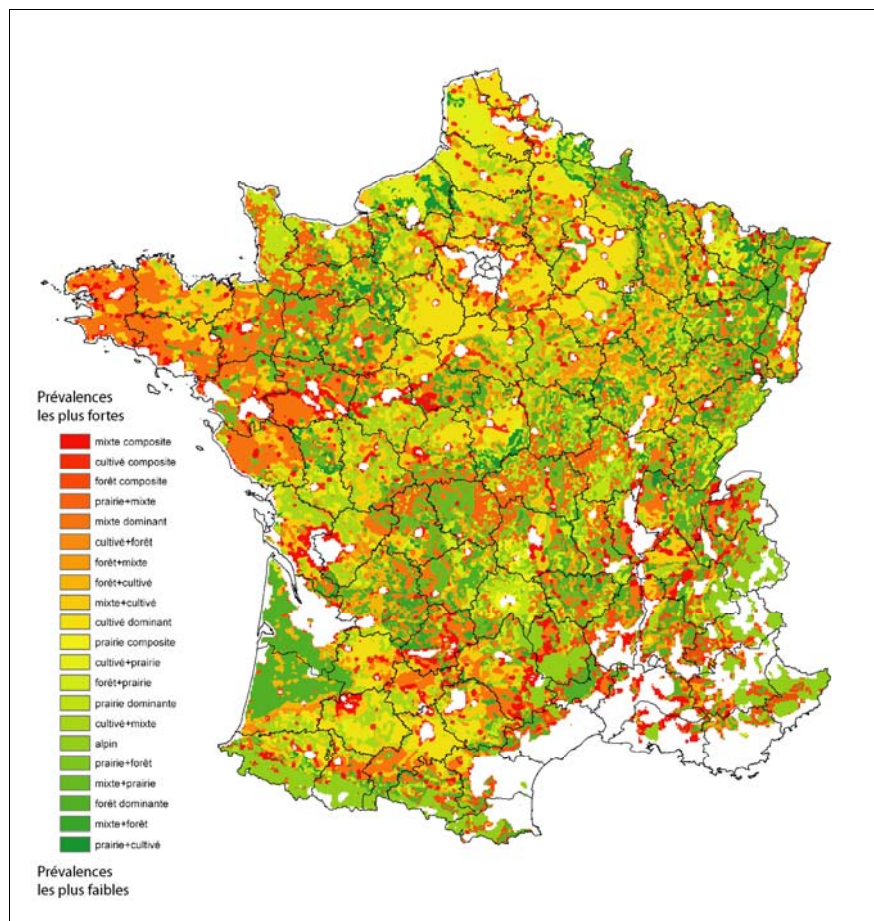 Prévalences
les plus fortes
mixte composite
cultivé composite
forêt composite
prairie+mixte
mixte dominant
cultivé+forêt
forêt+mixte
forêt+cultivé
mixte+cultivé
cultivé dominant
prairie composite
cultivé+prairie
forêt+prairie
prairie dominante
cultivé+mixte
alpin
prairie+forêt
mixte+prairie
forêt dominante
mixte+forêt
prairie+cultivé
Prévalences
les plus faibles